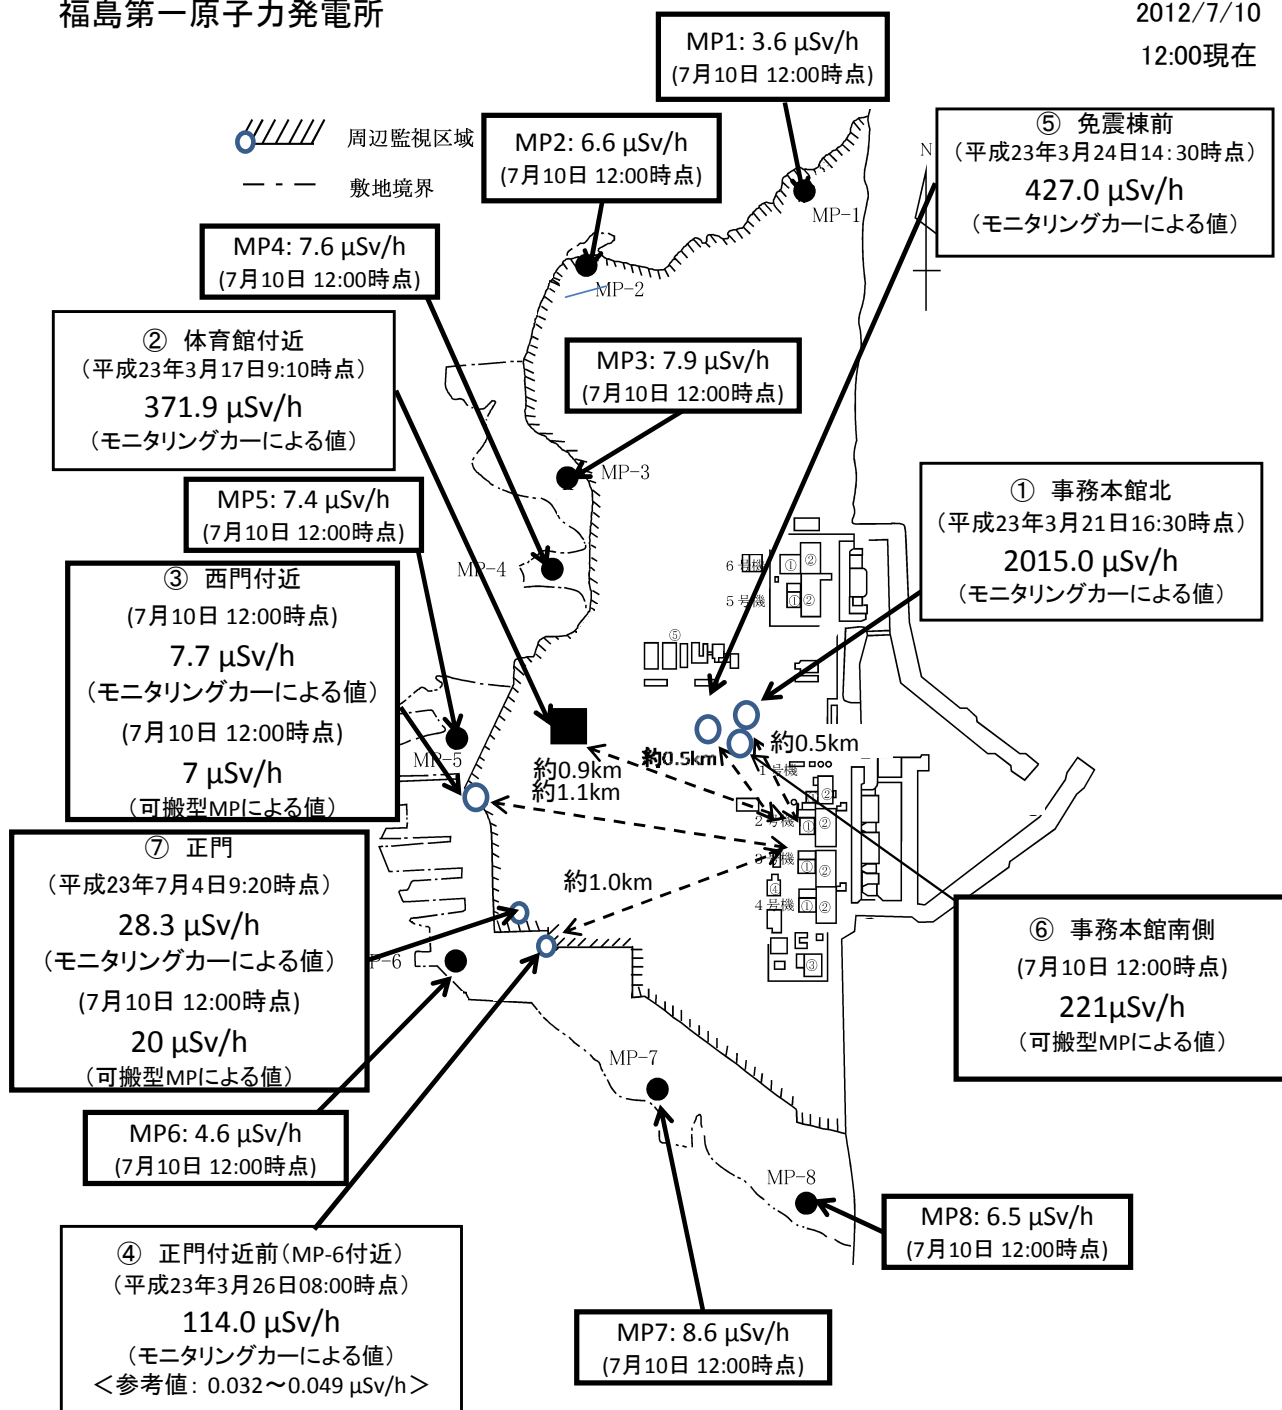 福島第一原子力発電所
2012/7/10
12:00現在
周辺監視区域
敷地境界
MP1: 3.6 μSv/h
(7月10日 12:00時点)
MP2: 6.6 μSv/h
(7月10日 12:00時点)
⑤ 免震棟前
（平成23年3月24日14:30時点）
427.0 μSv/h
（モニタリングカーによる値）
N
MP-1
MP4: 7.6 μSv/h
(7月10日 12:00時点)
MP-2
② 体育館付近
（平成23年3月17日9:10時点）
371.9 μSv/h
（モニタリングカーによる値）
MP3: 7.9 μSv/h
(7月10日 12:00時点)
MP-3
MP5: 7.4 μSv/h
(7月10日 12:00時点)
① 事務本館北
（平成23年3月21日16:30時点）
2015.0 μSv/h
（モニタリングカーによる値）
MP-4
６号機
① ②
５号機
① ②
⑤
③ 西門付近
(7月10日 12:00時点)
7.7 μSv/h
（モニタリングカーによる値）
(7月10日 12:00時点)
7 μSv/h
（可搬型MPによる値）
MP-5
約0.9km
約1.1km
約0.5km
約0.5km
１号機
②
２号機
① ②
３号機
① ②
④
４号機
① ②
③
約1.0km
⑦ 正門
（平成23年7月4日9:20時点）
28.3 μSv/h
（モニタリングカーによる値）
(7月10日 12:00時点)
20 μSv/h
（可搬型MPによる値）
P-6
⑥ 事務本館南側
(7月10日 12:00時点)
221μSv/h
（可搬型MPによる値）
MP-7
MP6: 4.6 μSv/h
(7月10日 12:00時点)
MP-8
MP8: 6.5 μSv/h
(7月10日 12:00時点)
④ 正門付近前（MP-6付近）
（平成23年3月26日08:00時点）
114.0 μSv/h
（モニタリングカーによる値）
＜参考値：0.032～0.049 μSv/h＞
MP7: 8.6 μSv/h
(7月10日 12:00時点)